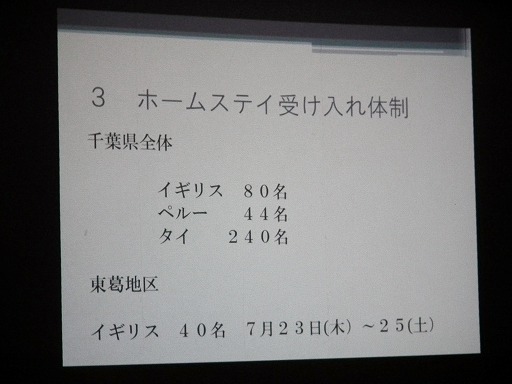 ３　ホームステイ受け入れ体制
千葉県全体
イギリス　８０名
ペルー　４４名
タイ　２４０名
東葛地区
イギリス　４０名　７月２３日(木）～２５(土）